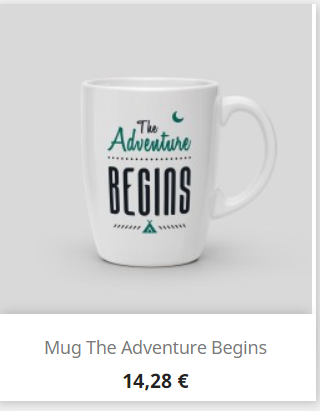 The
Adventure
BEGINS
Mug The Adventure Begins
14,28 €